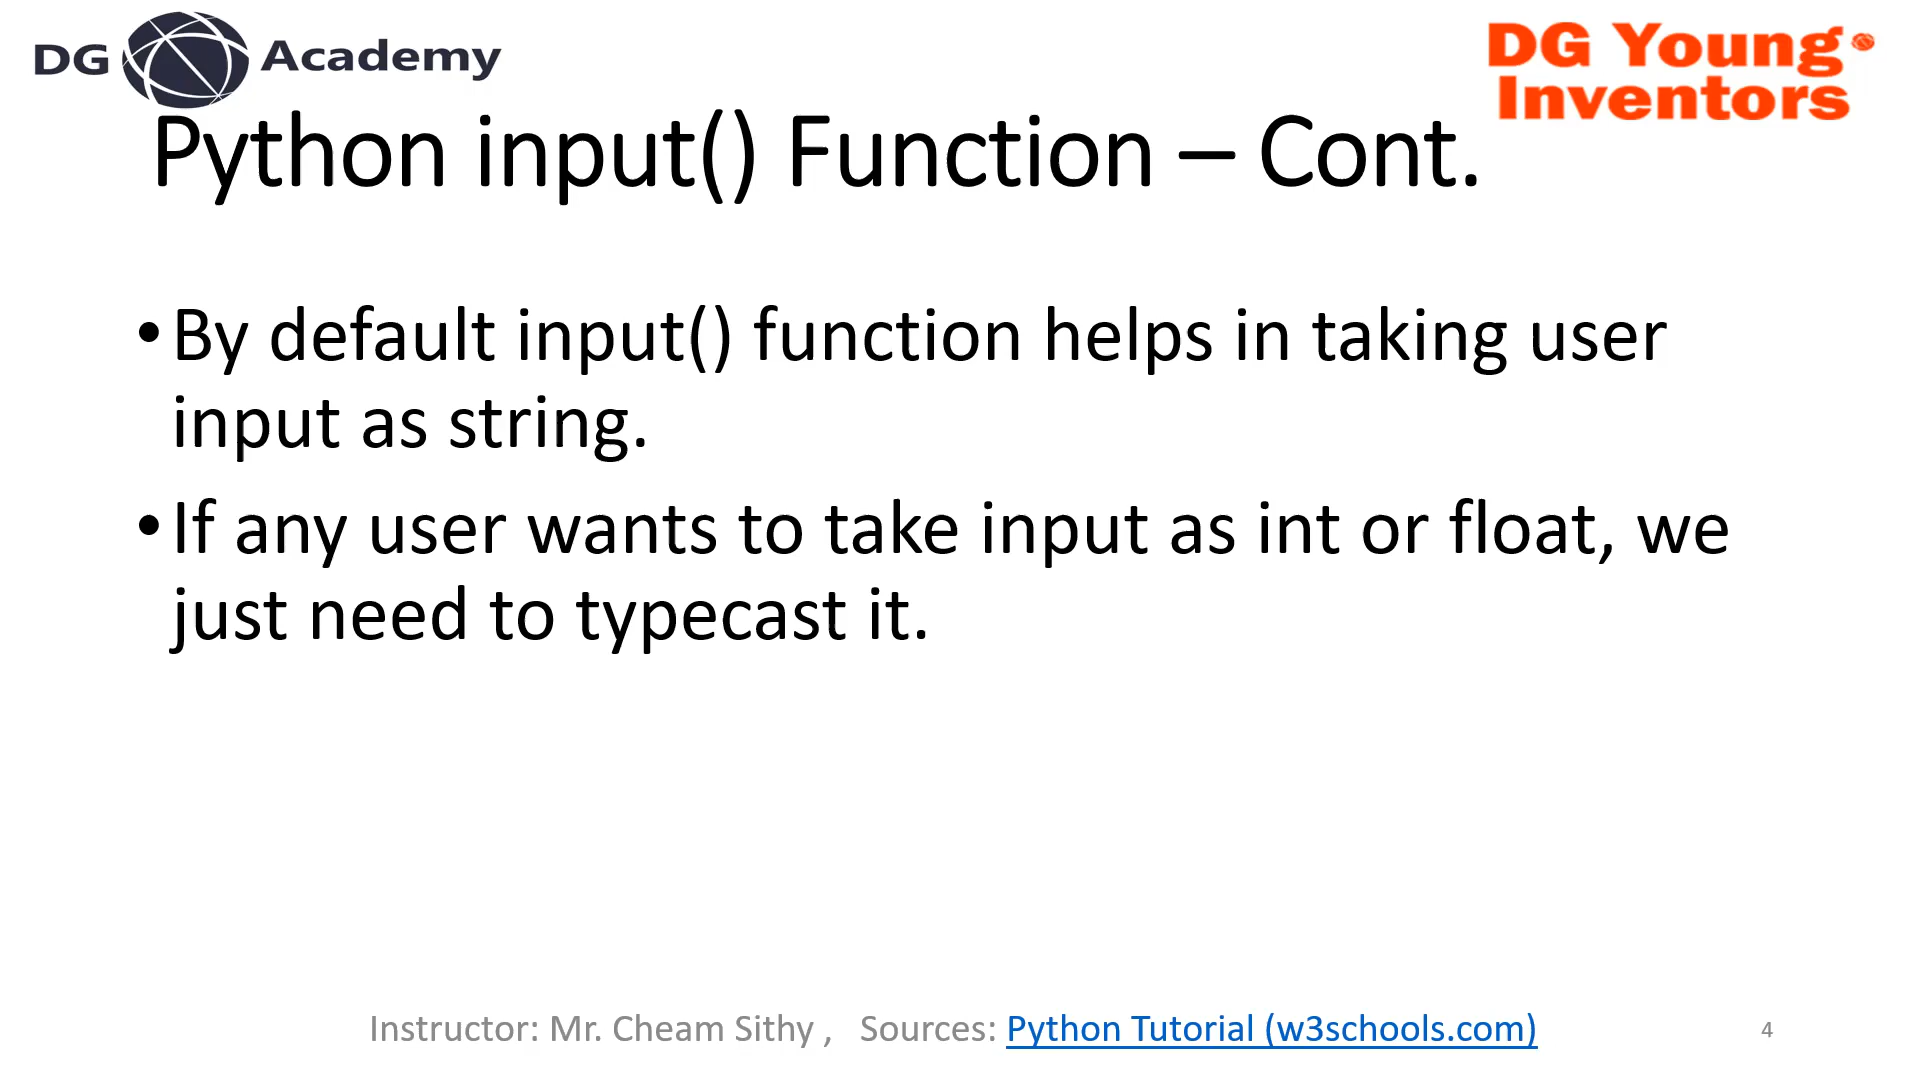 DG Academy
DG Young
Inventors
Python input() Function – Cont.
•By default input() function helps in taking user
input as string.
•If any user wants to take input as int or float, we
just need to typecast it.
Instructor: Mr. Cheam Sithy ,   Sources: Python Tutorial (w3schools.com)
4